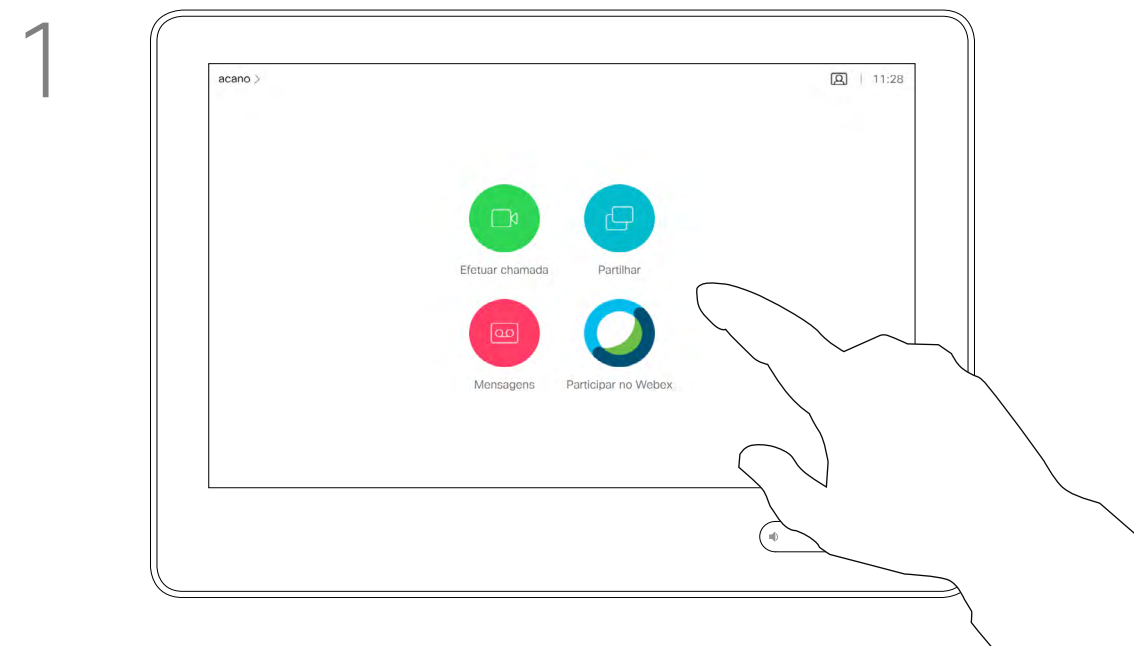 1
acano >
11:28
Efetuar chamada
Partilhar
Mensagens
Participar no Webex